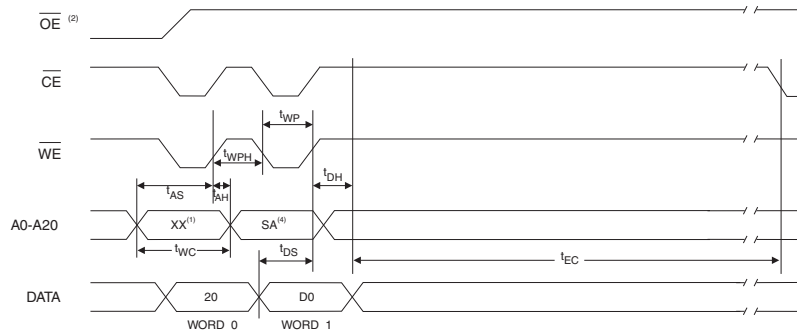 OE (2)
CE
tWP
WE
tWPH
tDH
tAS
tAH
A0-A20
XX(1)
SA(4)
tWC
tDS
tEC
DATA
20
D0
WORD 0
WORD 1